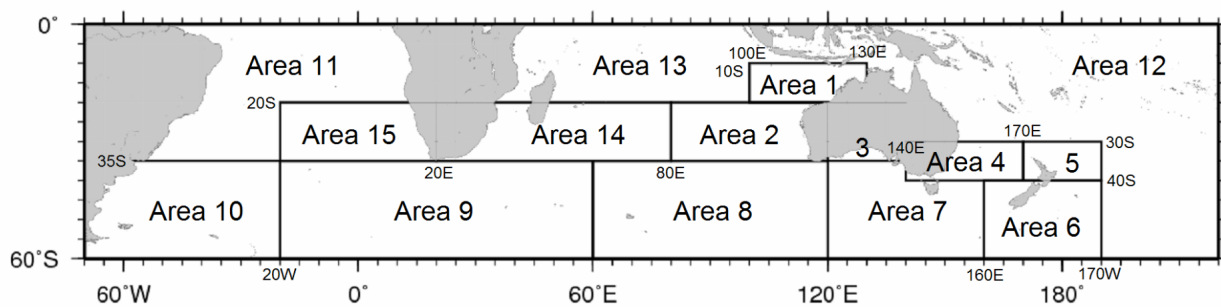 0°
Area 11
Area 13
100E
130E
10S
Area 1
Area 12
20S
Area 15
Area 14
Area 2
3
140E
170E
30S
35S
20E
80E
Area 4
5
40S
Area 10
Area 9
Area 8
Area 7
Area 6
60°S
60°W
20W
0°
60°E
120°E
160E
180°
170W